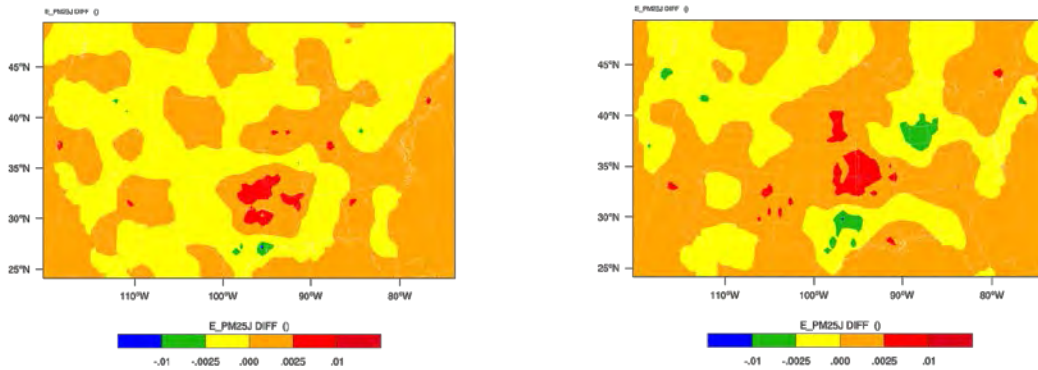 E_PM25J DIFF ()
45°N
40°N
35°N
30°N
25°N
110°W 100°W 90°W 80°W
E_PM25J DIFF ()
-.01 -.0025 .000 .0025 .01
E_PM25J DIFF ()
45°N
40°N
35°N
30°N
25°N
110°W 100°W 90°W 80°W
E_PM25J DIFF ()
-.01 -.0025 .000 .0025 .01